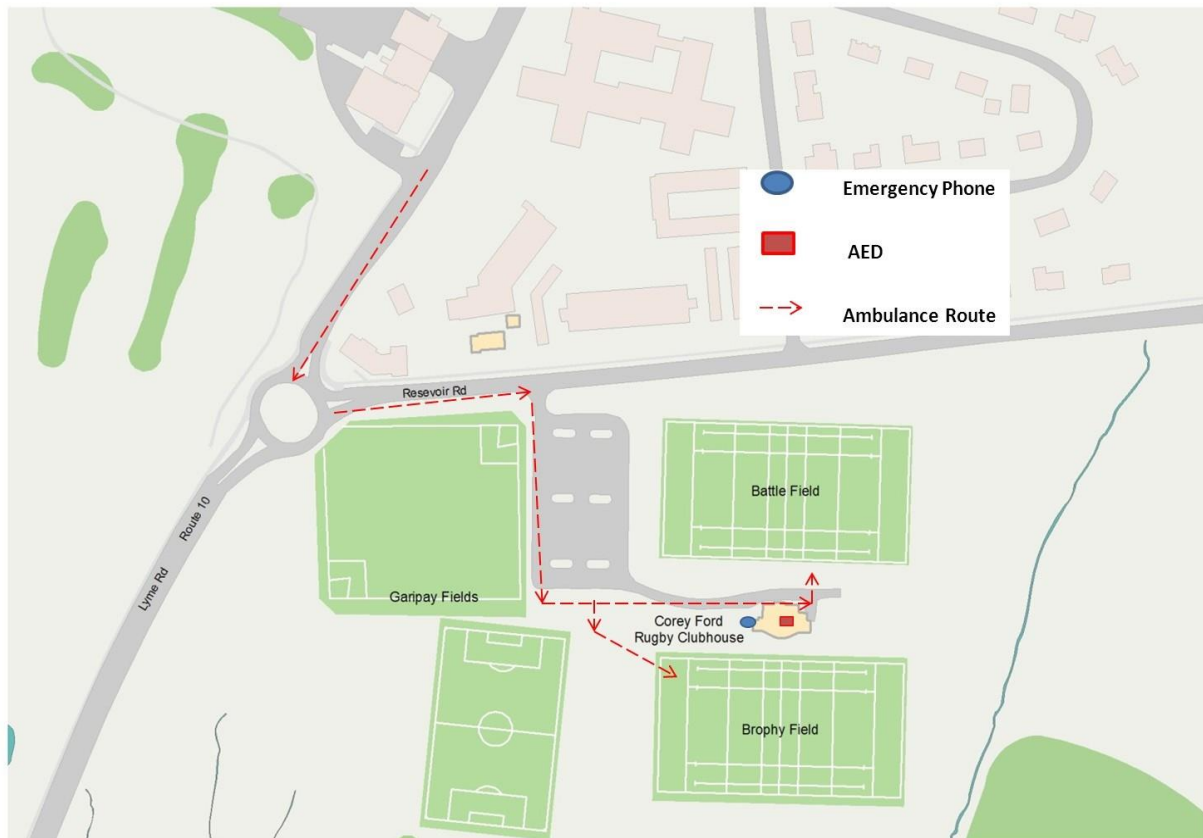 Emergency Phone
AED
Ambulance Route
Resevoir Rd
Battle Field
Route 10
Lyme Rd
Garipay Fields
Corey Ford
Rugby Clubhouse
Brophy Field